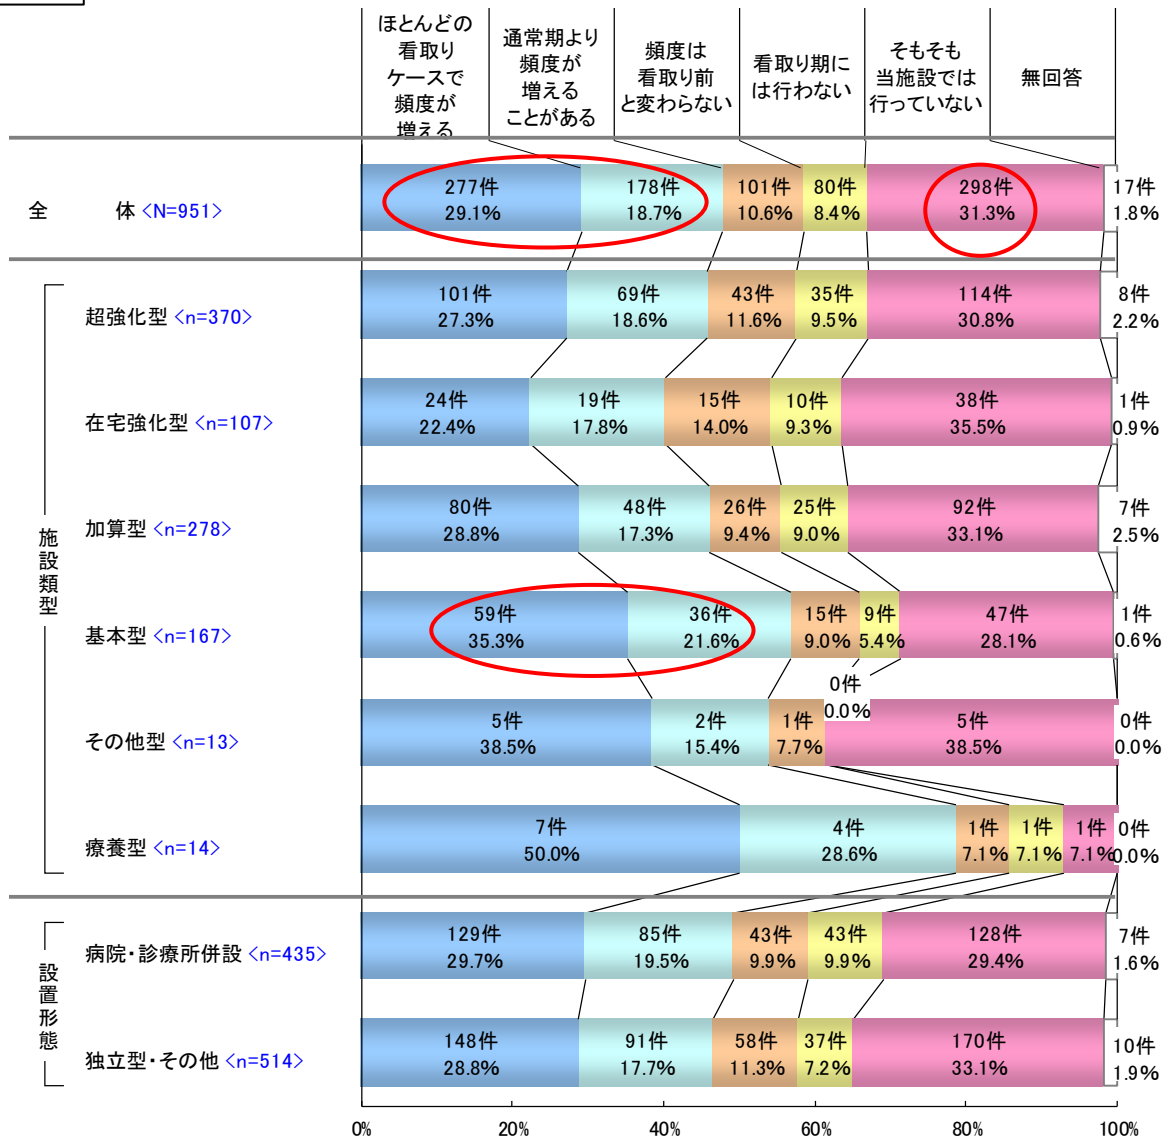 ほとんどの
看取り
ケースで
頻度が
増える
通常期より
頻度が
増える
ことがある
頻度は
看取り前
と変わらない
看取り期に
は行わない
そもそも
当施設では
行っていない
無回答
全 体 <N=951>
277件 178件 101件 80件 298件 17件
29.1% 18.7% 10.6% 8.4% 31.3% 1.8%
施設類型
超強化型 <n=370>
101件 69件 43件 35件 114件 8件
27.3% 18.6% 11.6% 9.5% 30.8% 2.2%
在宅強化型 <n=107>
24件 19件 15件 10件 38件 1件
22.4% 17.8% 14.0% 9.3% 35.5% 0.9%
加算型 <n=278>
80件 48件 26件 25件 92件 7件
28.8% 17.3% 9.4% 9.0% 33.1% 2.5%
基本型 <n=167>
59件 36件 15件 9件 47件 1件
35.3% 21.6% 9.0% 5.4% 28.1% 0.6%
その他型 <n=13>
5件 2件 1件 0件 5件 0件
38.5% 15.4% 7.7% 0.0% 38.5% 0.0%
療養型 <n=14>
7件 4件 1件 1件 1件 0件
50.0% 28.6% 7.1% 7.1% 7.1% 0.0%
設置形態
病院・診療所併設 <n=435>
129件 85件 43件 43件 128件 7件
29.7% 19.5% 9.9% 9.9% 29.4% 1.6%
独立型・その他 <n=514>
148件 91件 58件 37件 170件 10件
28.8% 17.7% 11.3% 7.2% 33.1% 1.9%
0% 20% 40% 60% 80% 100%